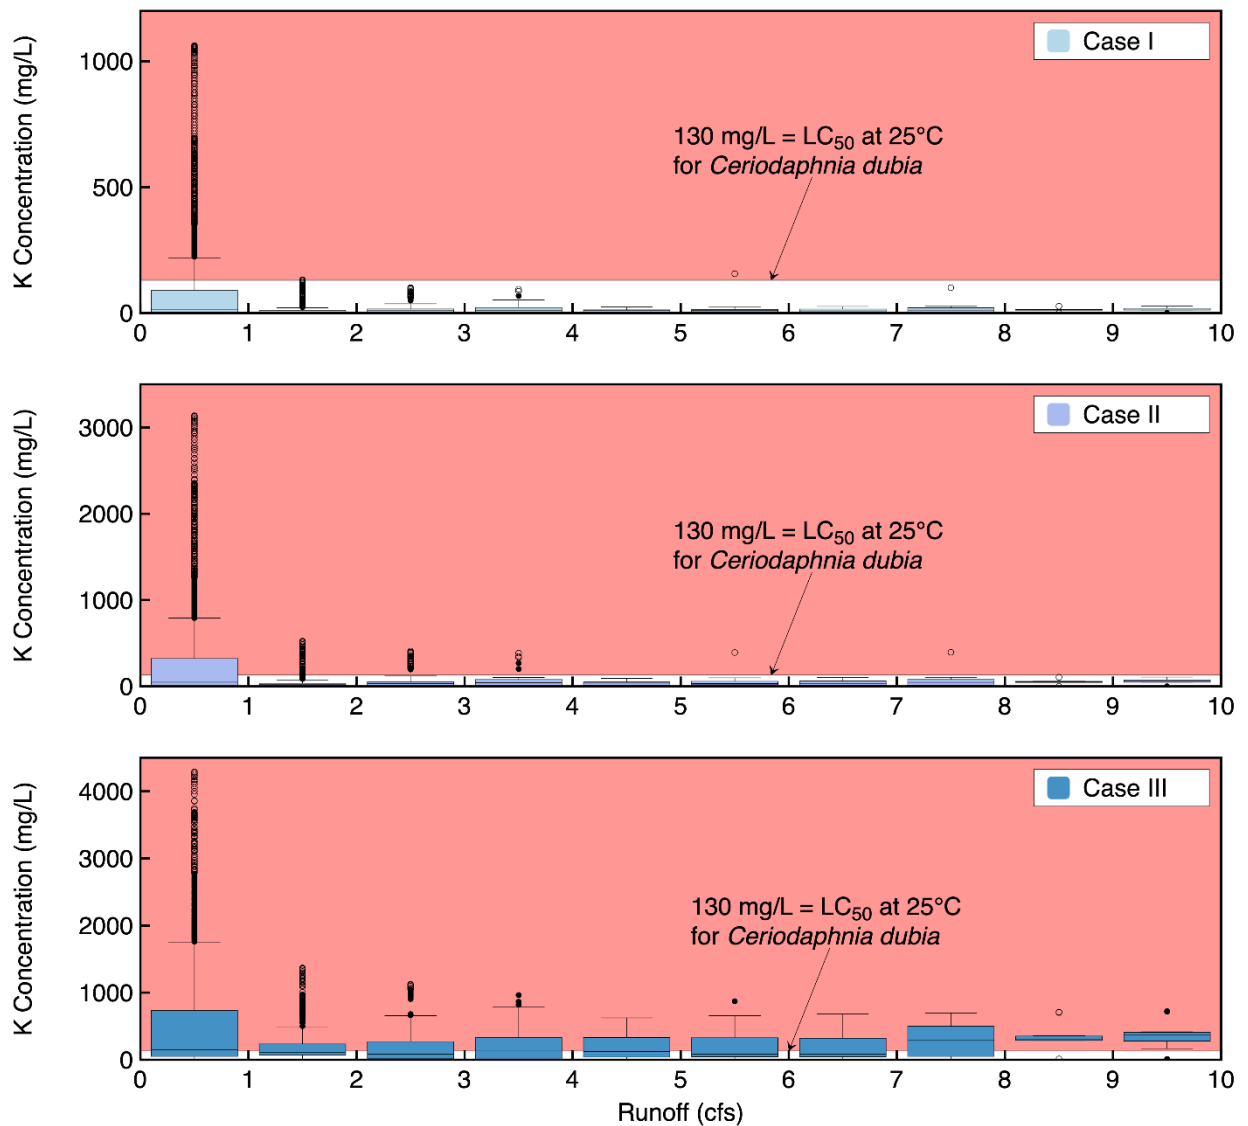 K Concentration (mg/L)
1000
500
0
Case I
130 mg/L = LC50 at 25°C
for Ceriodaphnia dubia
0 1 2 3 4 5 6 7 8 9 10
K Concentration (mg/L)
3000
2000
1000
0
Case II
130 mg/L = LC50 at 25°C
for Ceriodaphnia dubia
0 1 2 3 4 5 6 7 8 9 10
K Concentration (mg/L)
4000
3000
2000
1000
0
Case III
130 mg/L = LC50 at 25°C
for Ceriodaphnia dubia
0 1 2 3 4 5 6 7 8 9 10
Runoff (cfs)